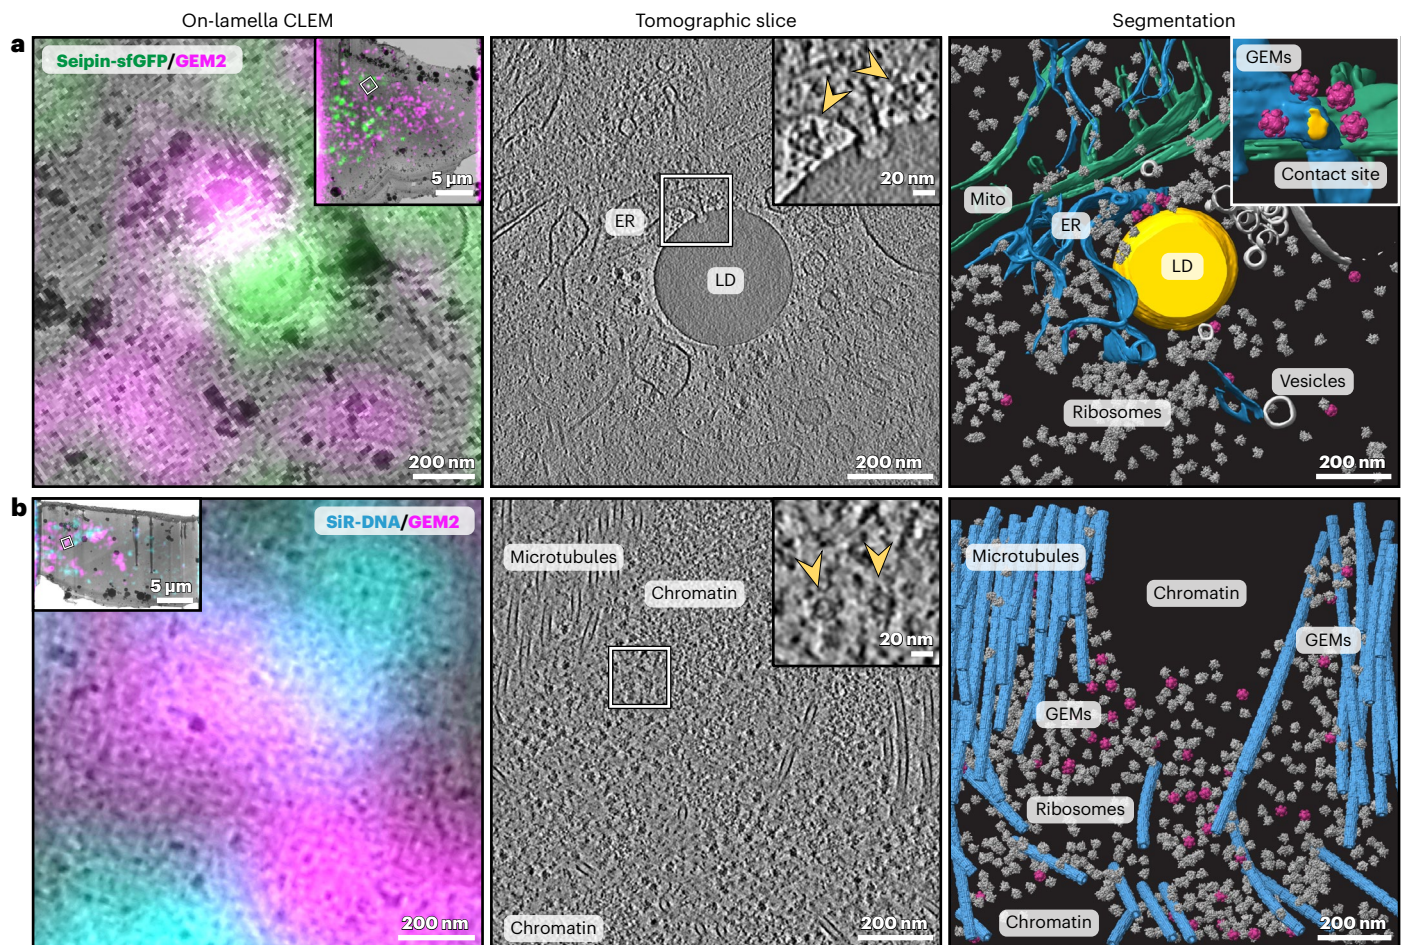 On-lamella CLEM
Tomographic slice
Segmentation
a
Seipin-sfGFP/GEM2
5 µm
200 nm
20 nm
ER
LD
200 nm
GEMs
Contact site
Mito
ER
LD
Vesicles
Ribosomes
200 nm
b
SiR-DNA/GEM2
5 µm
200 nm
Microtubules
Chromatin
20 nm
Chromatin
200 nm
Microtubules
Chromatin
GEMs
GEMs
Ribosomes
Chromatin
200 nm